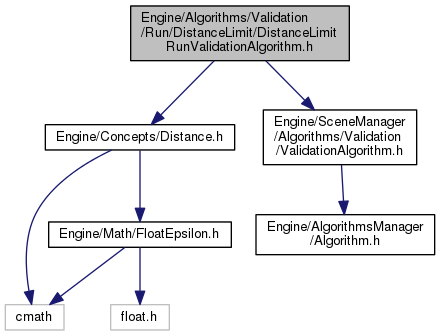 Engine/Algorithms/Validation
/Run/DistanceLimit/DistanceLimit
RunValidationAlgorithm.h
Engine/Concepts/Distance.h
Engine/SceneManager
/Algorithms/Validation
/ValidationAlgorithm.h
Engine/Math/FloatEpsilon.h
Engine/AlgorithmsManager
/Algorithm.h
cmath
float.h